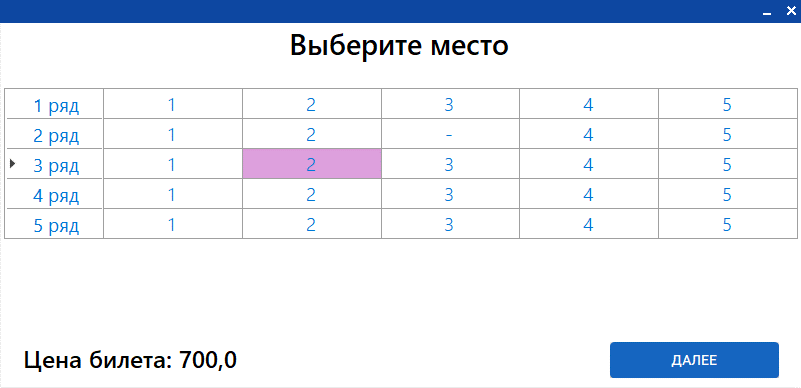 Выберите место
1 ряд 1 2 3 4 5
2 ряд 1 2 - 4 5
3 ряд 1 2 3 4 5
4 ряд 1 2 3 4 5
5 ряд 1 2 3 4 5
Цена билета: 700,0 ДАЛЕЕ